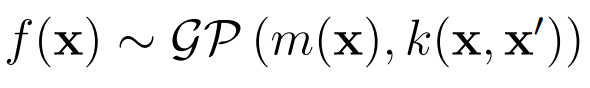 f(𝐱) ∼ 𝒢𝒫 (m(𝐱), k(𝐱, 𝐱′))